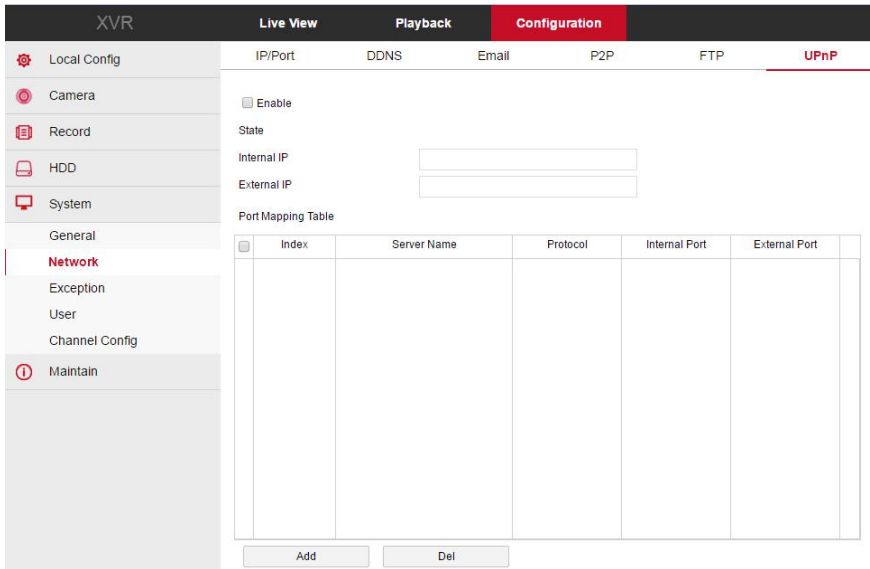 XVR Live View Playback Configuration
Local Config
Camera
Record
HDD
System
General
Network
Exception
User
Channel Config
Maintain
IP/Port DDNS Email P2P FTP UPnP
Enable
State
Internal IP
External IP
Port Mapping Table
Index Server Name Protocol Internal Port External Port
Add Del